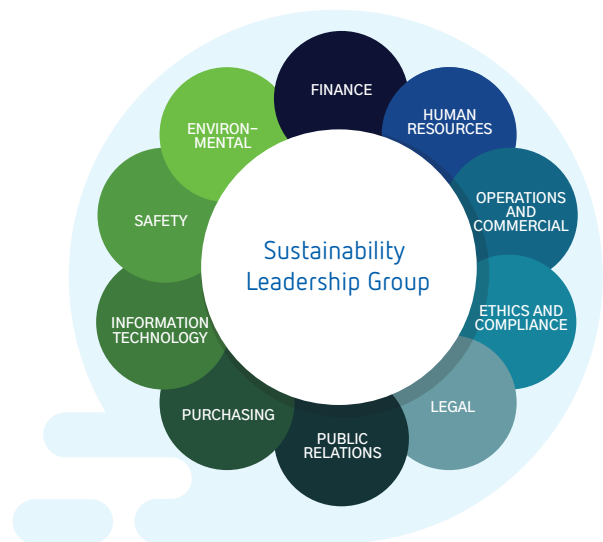 FINANCE
HUMAN
RESOURCES
OPERATIONS
AND
COMMERCIAL
ETHICS AND
COMPLIANCE
LEGAL
PUBLIC
RELATIONS
PURCHASING
INFORMATION
TECHNOLOGY
SAFETY
ENVIRON–
MENTAL
Sustainability
Leadership Group